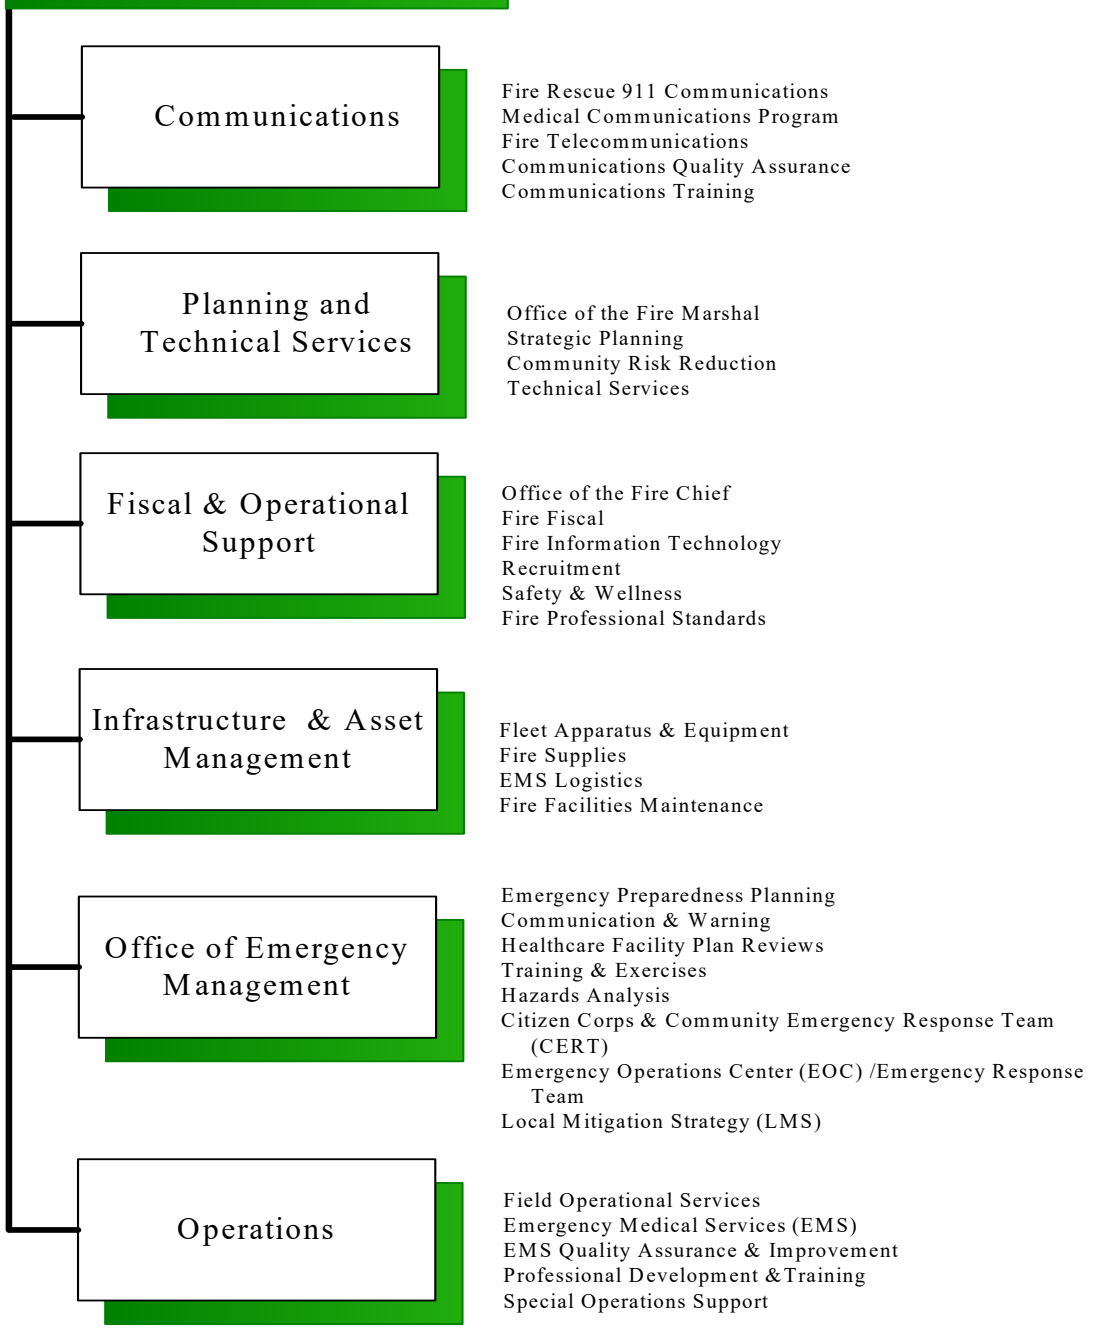 Communications
Fire Rescue 911 Communications
Medical Communications Program
Fire Telecommunications
Communications Quality Assurance
Communications Training
Planning and
Technical Services
Office of the Fire Marshal
Strategic Planning
Community Risk Reduction
Technical Services
Fiscal & Operational
Support
Office of the Fire Chief
Fire Fiscal
Fire Information Technology
Recruitment
Safety & Wellness
Fire Professional Standards
Infrastructure & Asset
Management
Fleet Apparatus & Equipment
Fire Supplies
EMS Logistics
Fire Facilities Maintenance
Office of Emergency
Management
Emergency Preparedness Planning
Communication & Warning
Healthcare Facility Plan Reviews
Training & Exercises
Hazards Analysis
Citizen Corps & Community Emergency Response Team
(CERT)
Emergency Operations Center (EOC) /Emergency Response
Team
Local Mitigation Strategy (LMS)
Operations
Field Operational Services
Emergency Medical Services (EMS)
EMS Quality Assurance & Improvement
Professional Development &Training
Special Operations Support